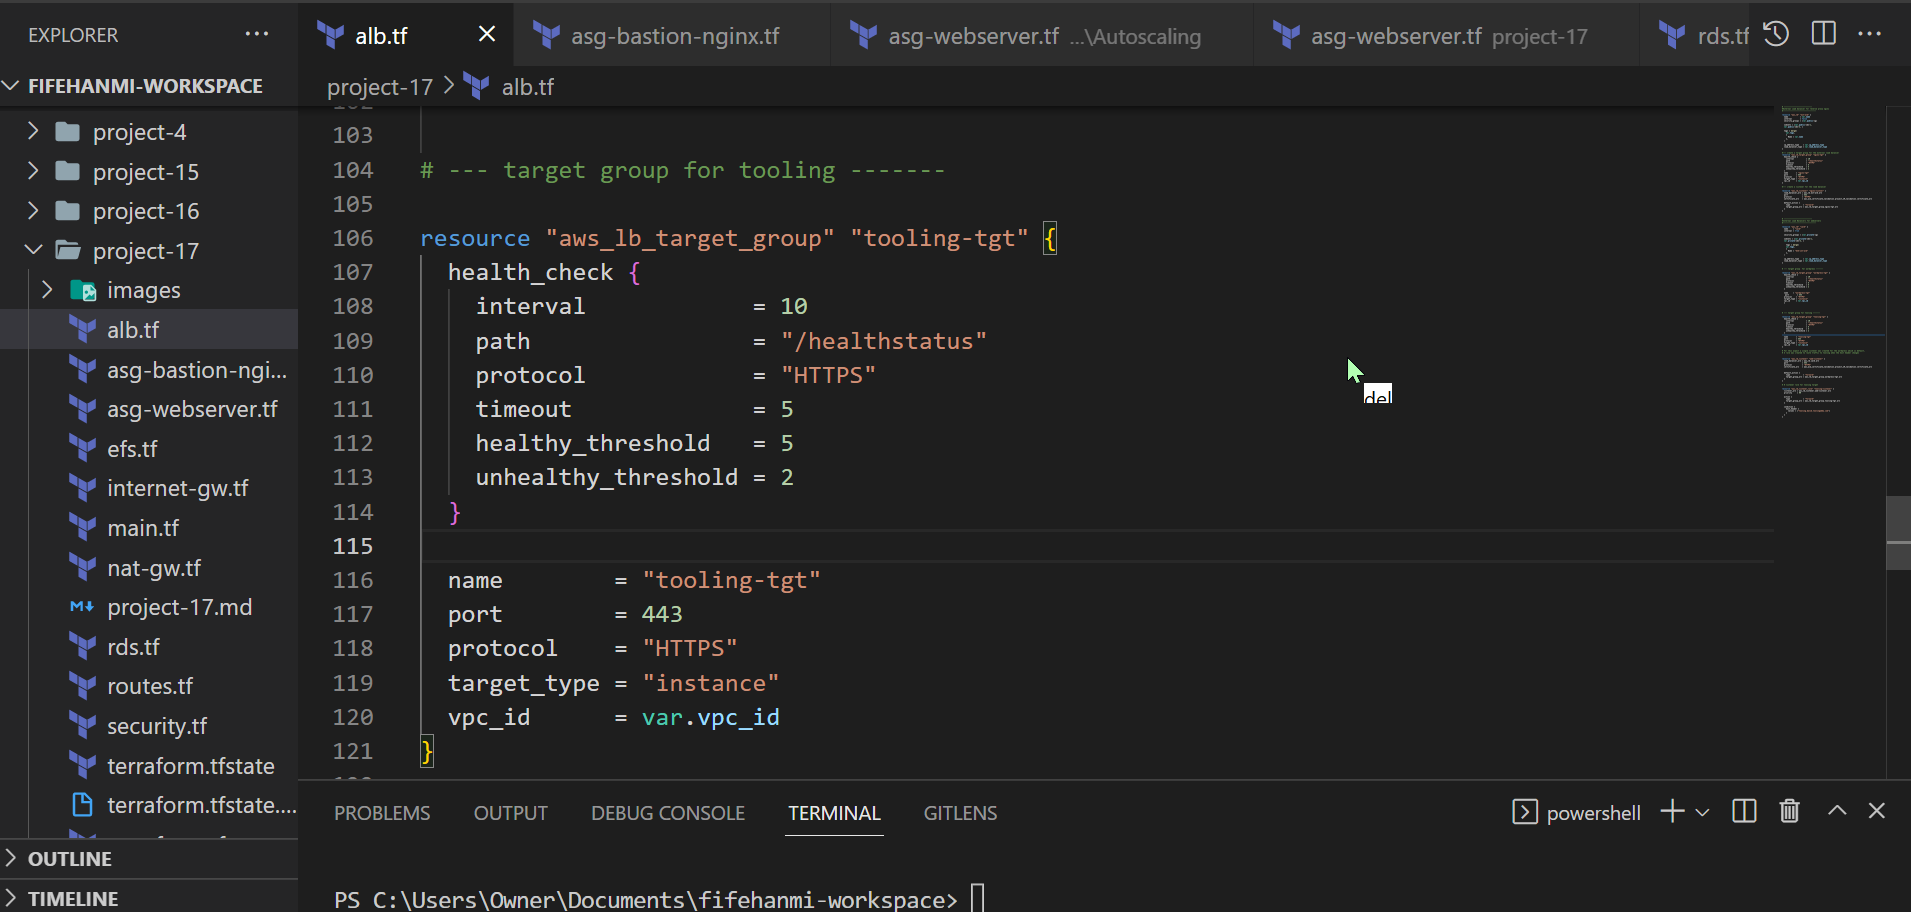 EXPLORER
FIFEHANMI-WORKSPACE
project-4
project-15
project-16
project-17
images
alb.tf
asg-bastion-ngi...
asg-webserver.tf
efs.tf
internet-gw.tf
main.tf
nat-gw.tf
project-17.md
rds.tf
routes.tf
security.tf
terraform.tfstate
terraform.tfstate....
OUTLINE
TIMELINE
alb.tf asg-bastion-nginx.tf asg-webserver.tf ...\Autoscaling asg-webserver.tf project-17 rds.tf
project-17 > alb.tf
103
104 # --- target group for tooling -------
105
106 resource "aws_lb_target_group" "tooling-tgt" {
107 health_check {
108 interval = 10
109 path = "/healthstatus"
110 protocol = "HTTPS"
111 timeout = 5
112 healthy_threshold = 5
113 unhealthy_threshold = 2
114 }
115
116 name = "tooling-tgt"
117 port = 443
118 protocol = "HTTPS"
119 target_type = "instance"
120 vpc_id = var.vpc_id
121 }
del
PROBLEMS OUTPUT DEBUG CONSOLE TERMINAL GITLENS powershell
PS C:\Users\Owner\Documents\fifehanmi-workspace>